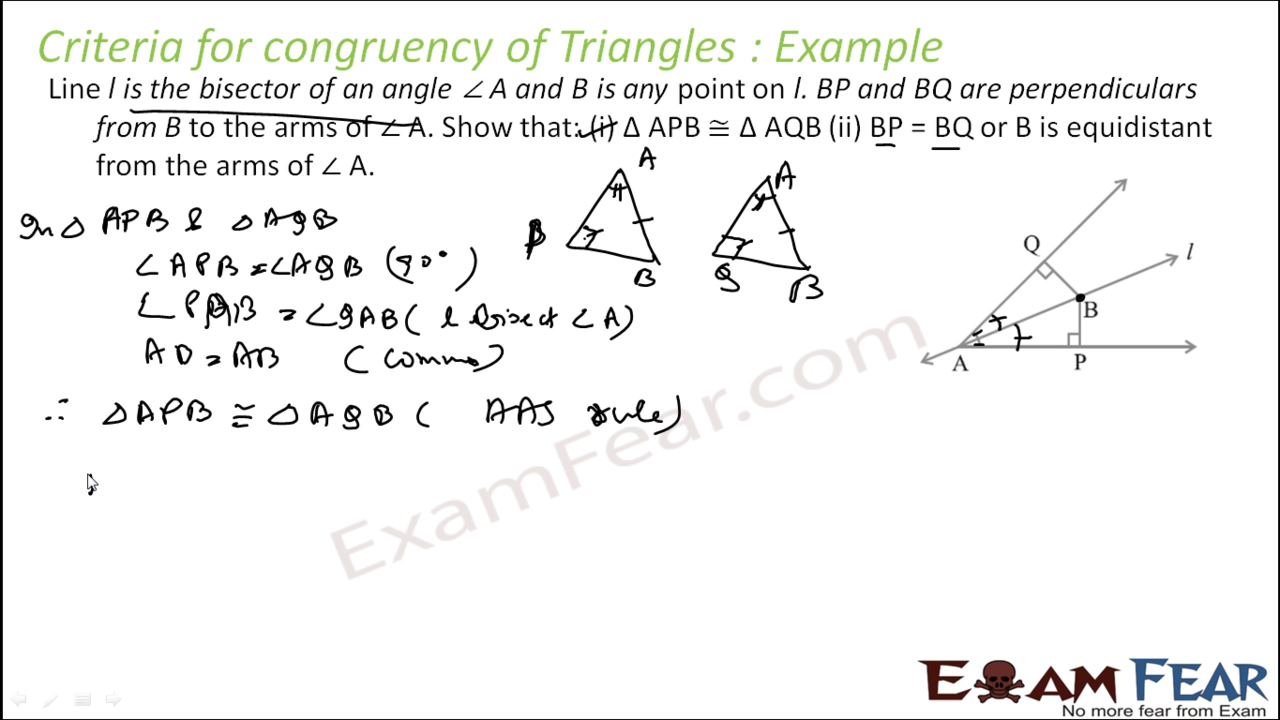 Criteria for congruency of Triangles : Example
Line l is the bisector of an angle ∠A and B is any point on l. BP and BQ are perpendiculars
from B to the arms of ∠A. Show that: (i) Δ APB ≅ Δ AQB (ii) BP = BQ or B is equidistant
from the arms of ∠ A.
In △ APB & △ AQB
∠APB = ∠AQB (90°)
= ∠QAB ( l bisect ∠A)
= AB (common)
∴ △APB ≅ △AQB ( AAS rule)
A
P
B
A
Q
B
Q
l
B
A
P
ExamFear.com
EXAM FEAR
No more fear from Exam